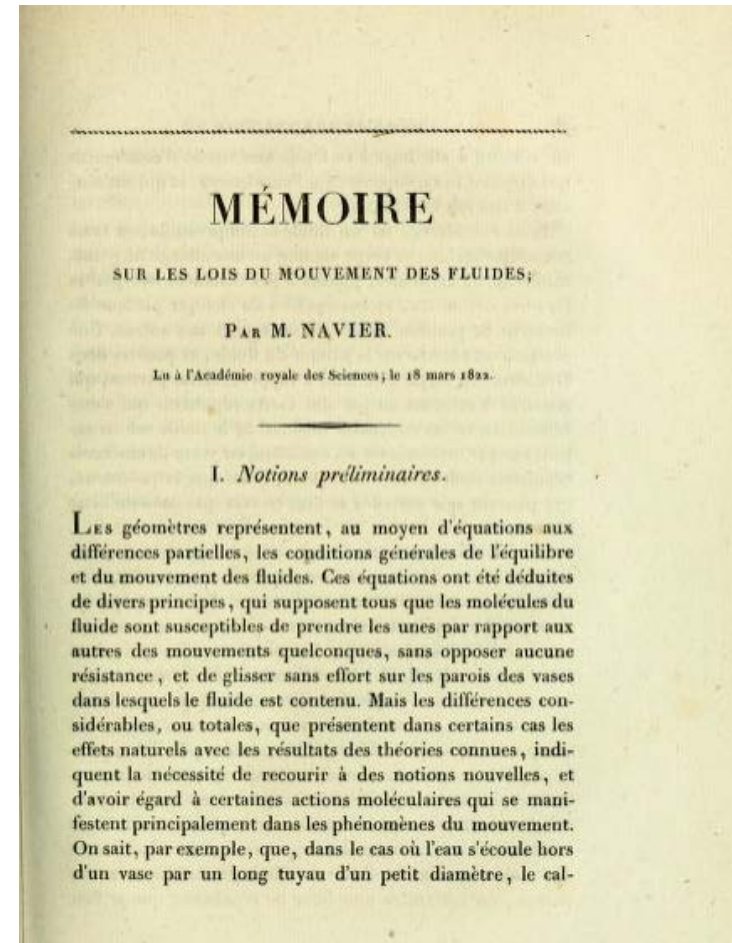 MÉMOIRE
SUR LES LOIS DU MOUVEMENT DES FLUIDES;
PAR M. NAVIER.
Lu à l'Académie royale des Sciences, le 18 mars 1822.
I. Notions préliminaires.
LES géomètres représentent, au moyen d'équations aux
différences partielles, les conditions générales de l'équilibre
et du mouvement des fluides. Ces équations ont été déduites
de divers principes, qui supposent tous que les molécules du
fluide sont susceptibles de prendre les unes par rapport aux
autres des mouvements quelconques, sans opposer aucune
résistance, et de glisser sans effort sur les parois des vases
dans lesquels le fluide est contenu. Mais les différences con-
sidérables, ou totales, que présentent dans certains cas les
effets naturels avec les résultats des théories connues, indi-
quent la nécessité de recourir à des notions nouvelles, et
d'avoir égard à certaines actions moléculaires qui se mani-
festent principalement dans les phénomènes du mouvement.
On sait, par exemple, que, dans le cas où l'eau s'écoule hors
d'un vase par un long tuyau d'un petit diamètre, le cal-